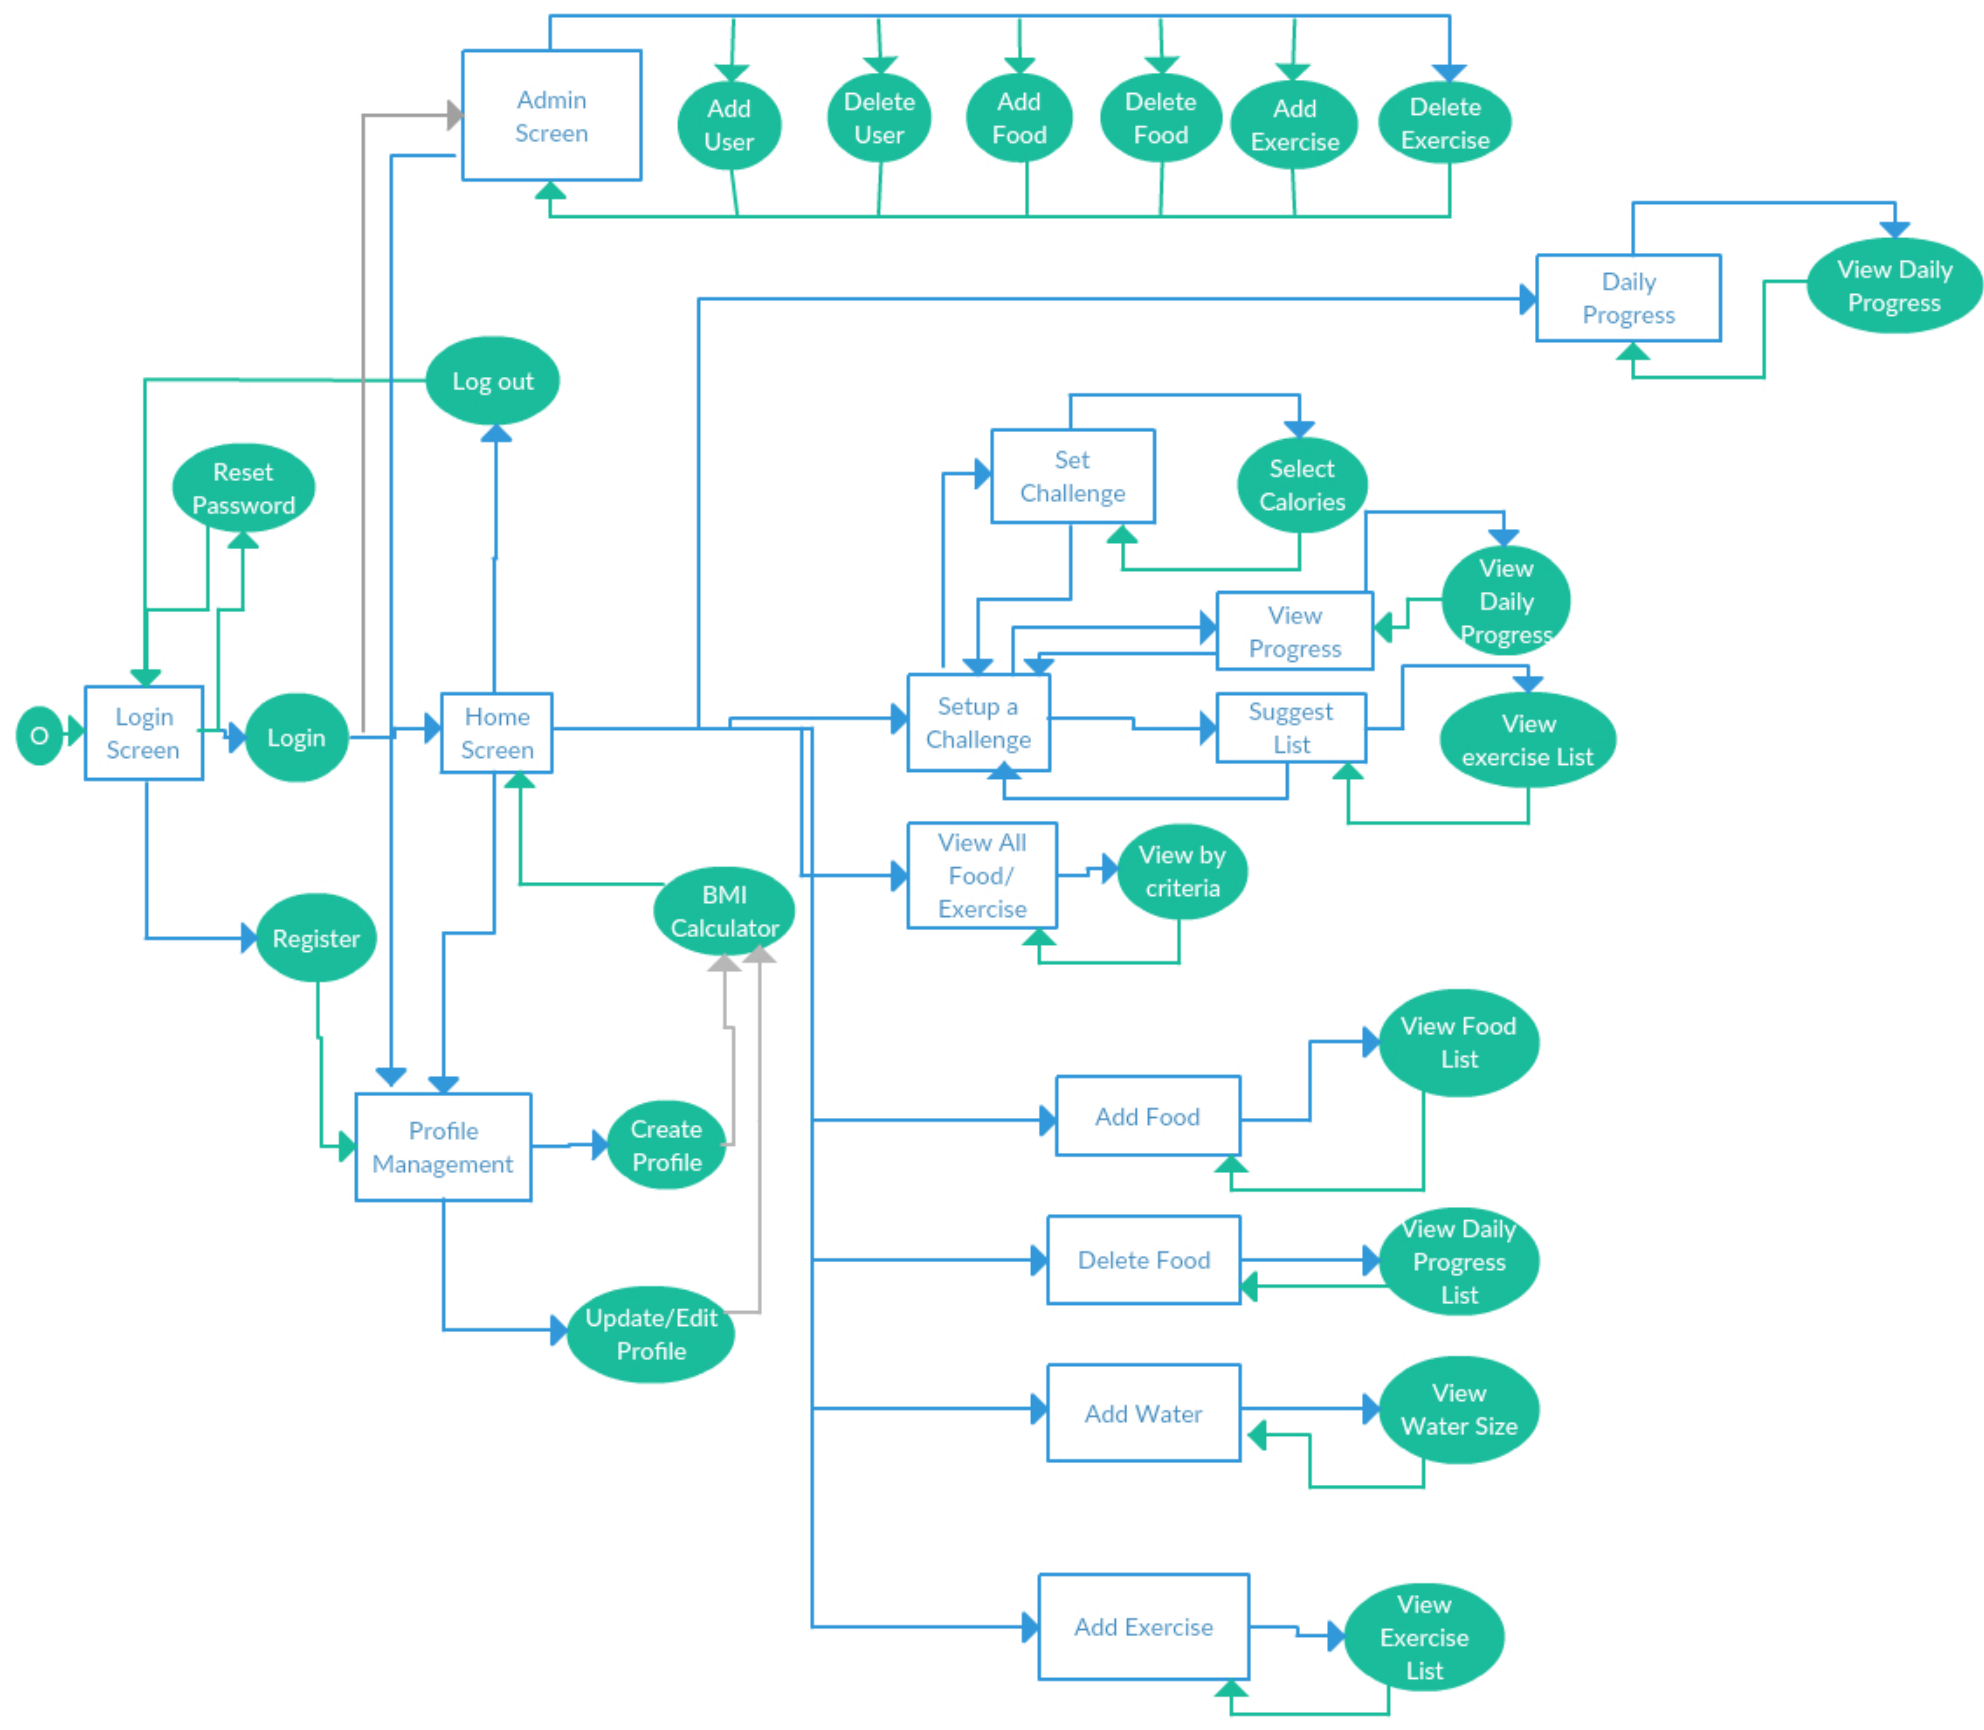 Admin
Screen
Add
User
Delete
User
Add
Food
Delete
Food
Add
Exercise
Delete
Exercise
Daily
Progress
View Daily
Progress
Log out
Reset
Password
Set
Challenge
Select
Calories
View
Progress
View
Daily
Progress
O
Login
Screen
Login
Home
Screen
Setup a
Challenge
Suggest
List
View
exercise List
View All
Food/
Exercise
View by
criteria
BMI
Calculator
Register
View Food
List
Add Food
Profile
Management
Create
Profile
Delete Food
View Daily
Progress
List
Update/Edit
Profile
Add Water
View
Water Size
Add Exercise
View
Exercise
List